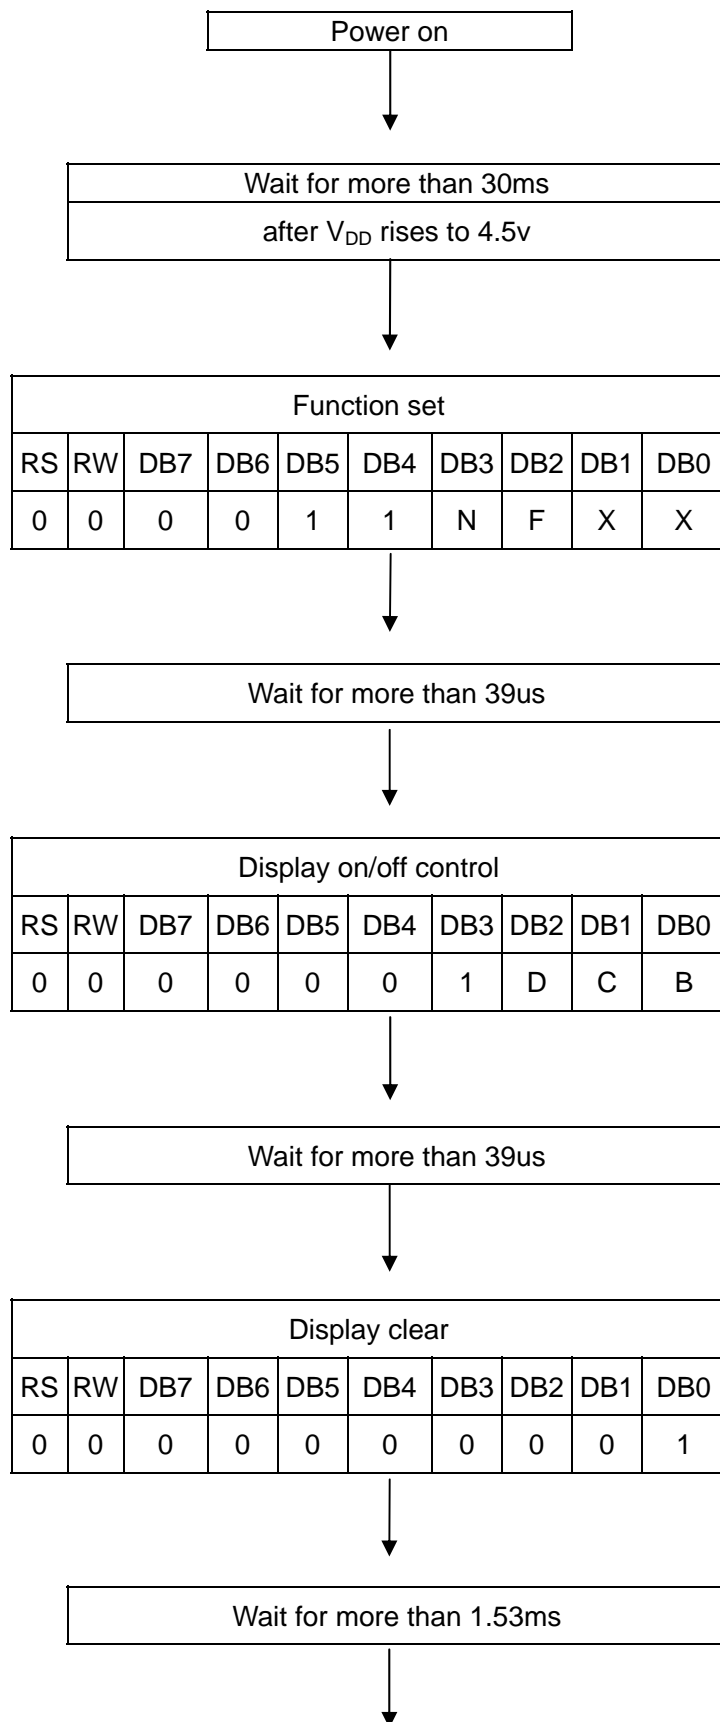 Power on
Wait for more than 30ms
after VDD rises to 4.5v
Function set
RS RW DB7 DB6 DB5 DB4 DB3 DB2 DB1 DB0
0 0 0 0 1 1 N F X X
Wait for more than 39us
Display on/off control
RS RW DB7 DB6 DB5 DB4 DB3 DB2 DB1 DB0
0 0 0 0 0 0 1 D C B
Wait for more than 39us
Display clear
RS RW DB7 DB6 DB5 DB4 DB3 DB2 DB1 DB0
0 0 0 0 0 0 0 0 0 1
Wait for more than 1.53ms